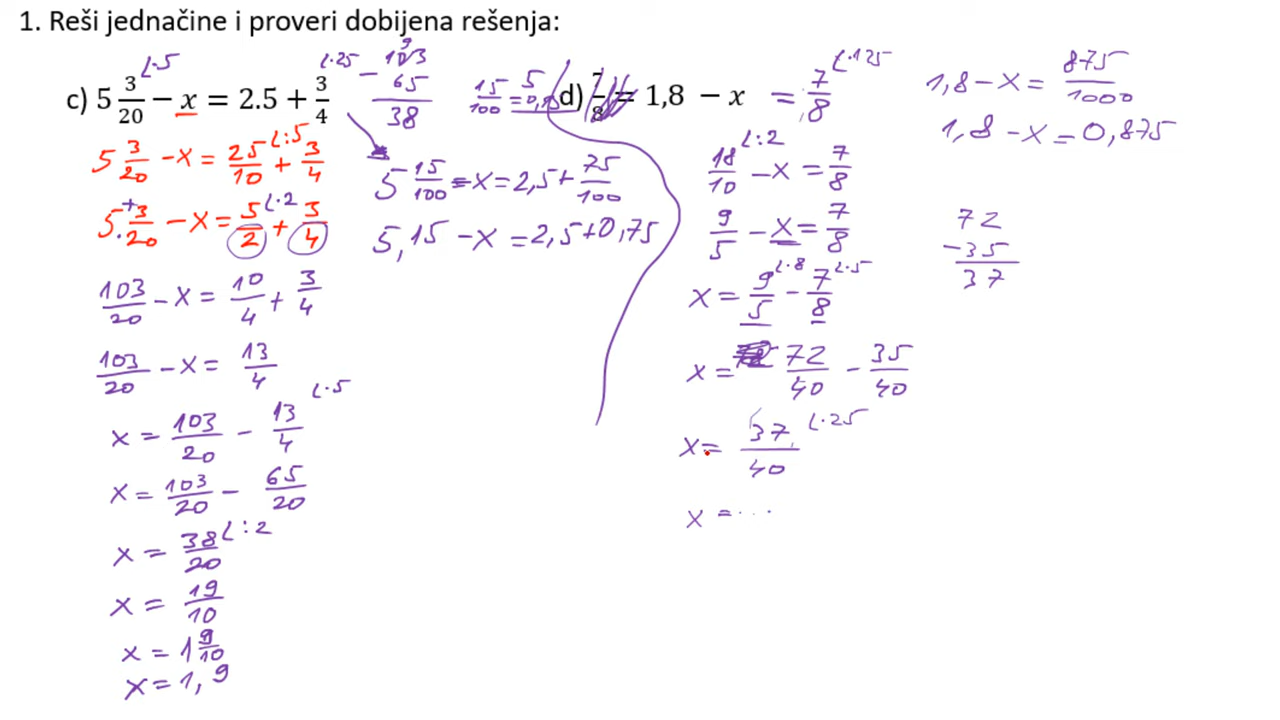 1. Reši jednačine i proveri dobijena rešenja:
c) 5 3/20 − x = 2.5 + 3/4
5 3/20 − x = 25/10 + 3/4
5 3/20 − x = 5/2 + 3/4
103/20 − x = 10/4 + 3/4
103/20 − x = 13/4
x = 103/20 − 13/4
x = 103/20 − 65/20
x = 38/20
x = 19/10
x = 1 9/10
x = 1,9
103
− 65
38
5 15/100 − x = 2,5 + 75/100
5,15 − x = 2,5 + 0,75
d) 7/8 = 1,8 − x = 7/8
18/10 − x = 7/8
9/5 − x = 7/8
x = 9/5 − 7/8
x = 72/40 − 35/40
x = 37/40
x = ...
1,8 − x = 875/1000
1,8 − x = 0,875
72
−35
37